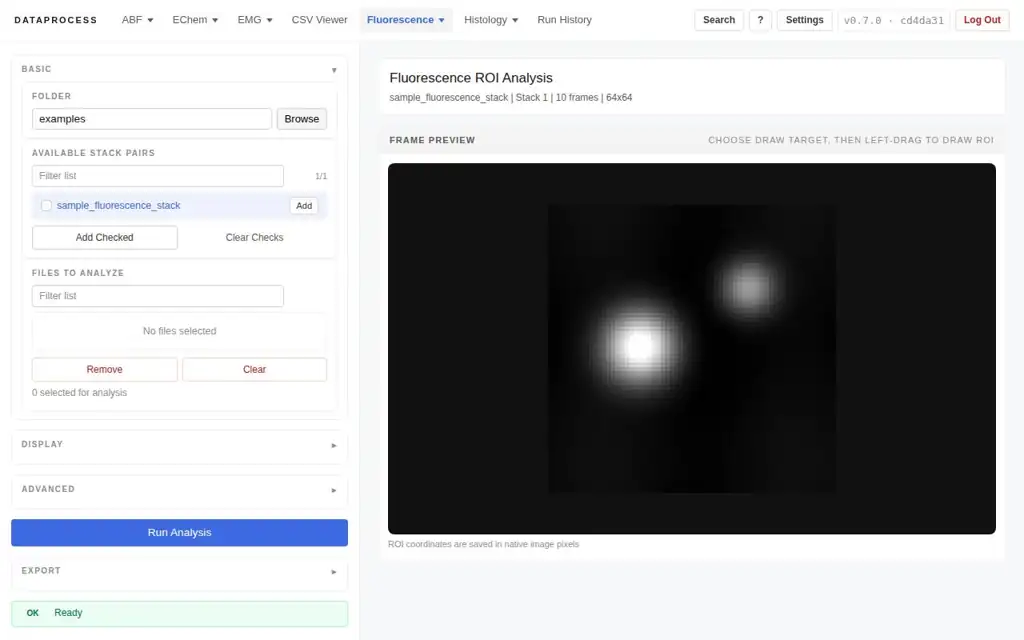 DATAPROCESS ABF ▾ EChem ▾ EMG ▾ CSV Viewer Fluorescence ▾ Histology ▾ Run History Search ? Settings v0.7.0 · cd4da31 Log Out
BASIC ▾
FOLDER
examples Browse
AVAILABLE STACK PAIRS
Filter list 1/1
sample_fluorescence_stack Add
Add Checked Clear Checks
FILES TO ANALYZE
Filter list
No files selected
Remove Clear
0 selected for analysis
DISPLAY ▸
ADVANCED ▸
Run Analysis
EXPORT ▸
OK Ready
Fluorescence ROI Analysis
sample_fluorescence_stack | Stack 1 | 10 frames | 64x64
FRAME PREVIEW CHOOSE DRAW TARGET, THEN LEFT-DRAG TO DRAW ROI
ROI coordinates are saved in native image pixels